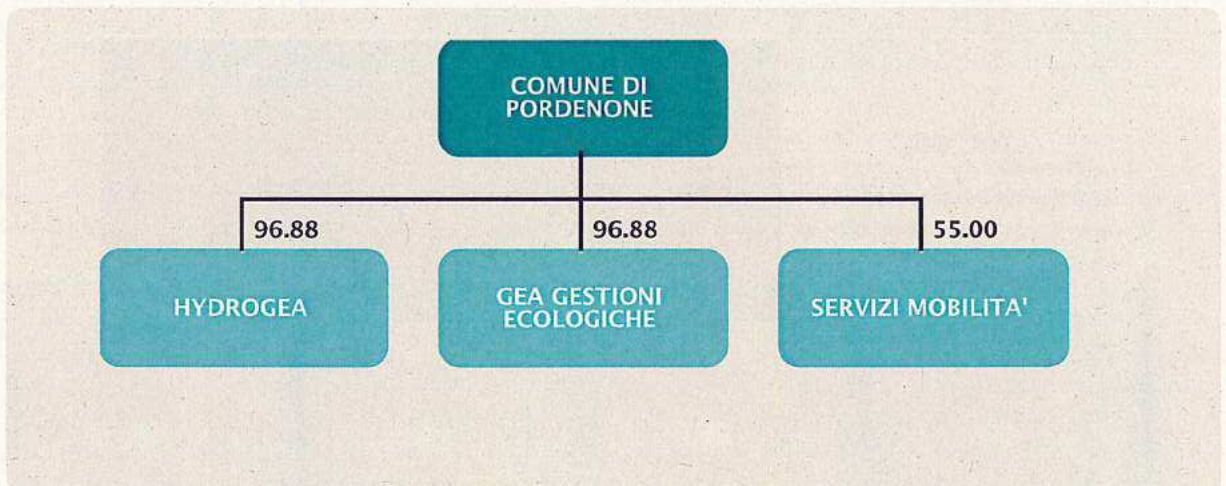 COMUNE DI
PORDENONE
96.88
96.88
55.00
HYDROGEA
GEA GESTIONI
ECOLOGICHE
SERVIZI MOBILITA'